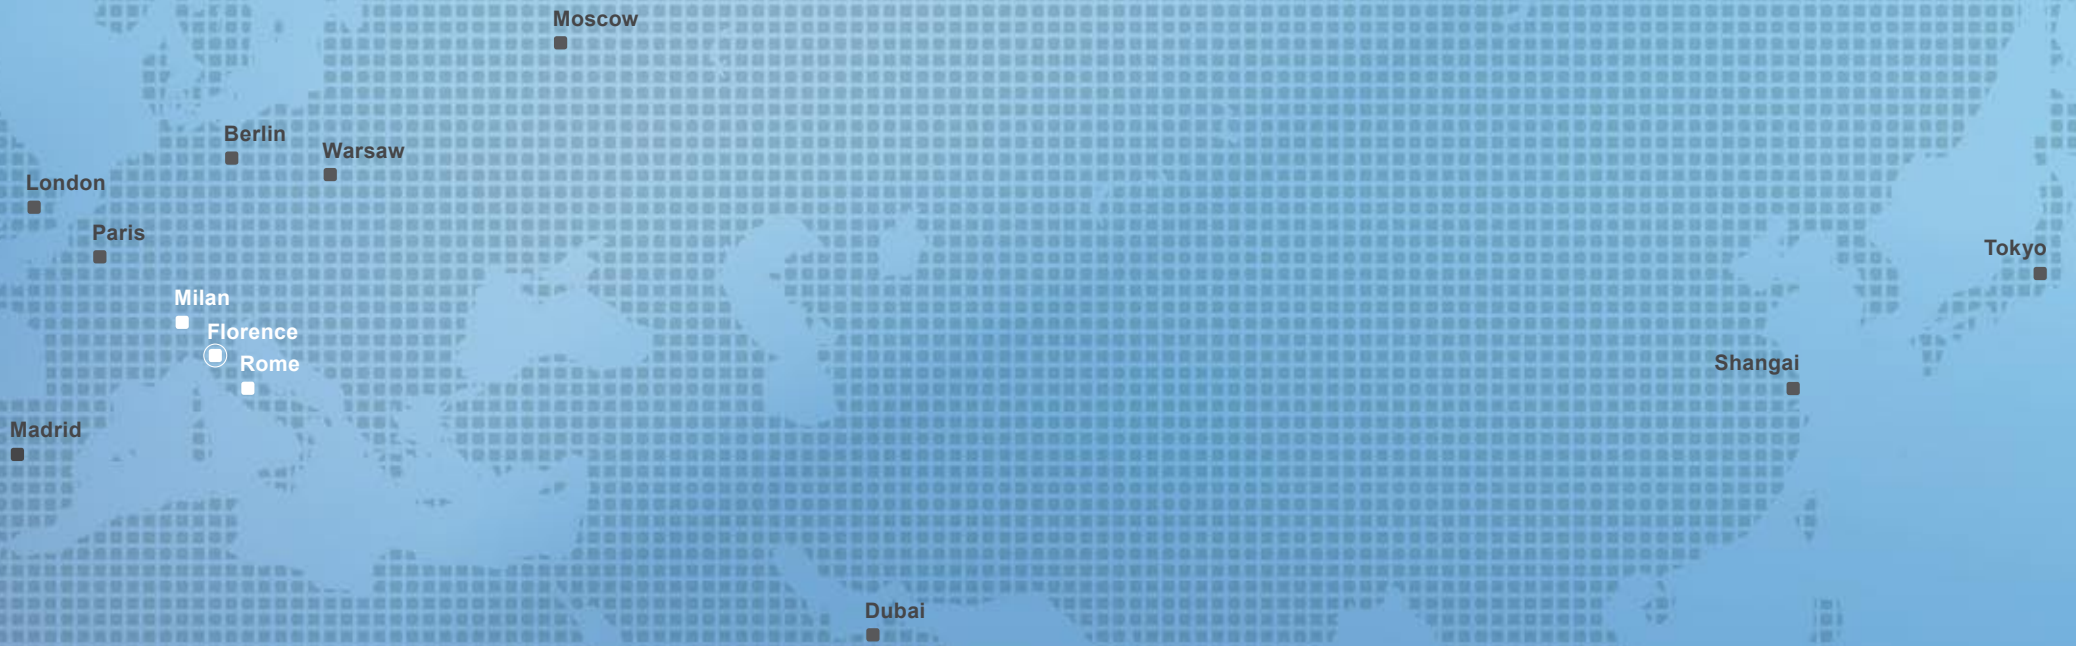 Moscow
Berlin
Warsaw
London
Paris
Tokyo
Milan
Florence
Rome
Shangai
Madrid
Dubai